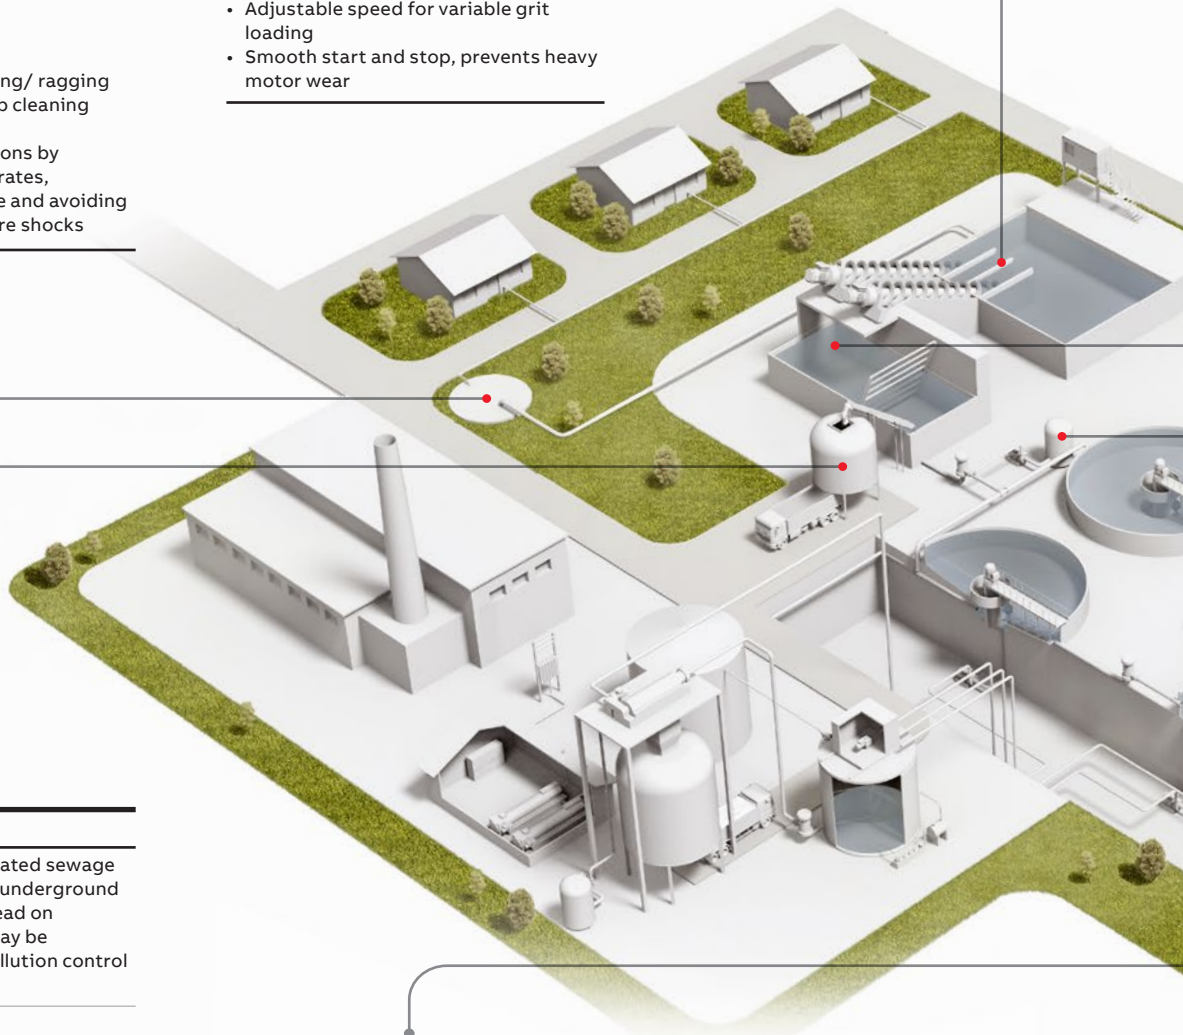 • Adjustable speed for variable grit
loading
• Smooth start and stop, prevents heavy
motor wear
ng/ ragging
p cleaning
ons by
rates,
e and avoiding
re shocks
ated sewage
underground
ead on
ay be
llution control